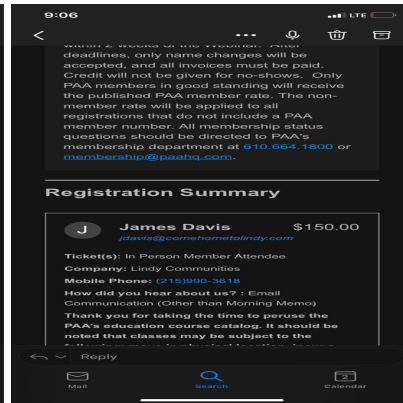 9:06
LTE
within 2 weeks of the Webinar. After
deadlines, only name changes will be
accepted, and all invoices must be paid.
Credit will not be given for no-shows. Only
PAA members in good standing will receive
the published PAA member rate. The non-
member rate will be applied to all
registrations that do not include a PAA
member number. All membership status
questions should be directed to PAA's
membership department at 610.664.1800 or
membership@paahq.com.
Registration Summary
J
James Davis $150.00
jdavis@comehometolindy.com
Ticket(s): In Person Member Attendee
Company: Lindy Communities
Mobile Phone: (215)990-3618
How did you hear about us? : Email
Communication (Other than Morning Memo)
Thank you for taking the time to peruse the
PAA's education course catalog. It should be
noted that classes may be subject to the
Reply
2
Mail Search Calendar